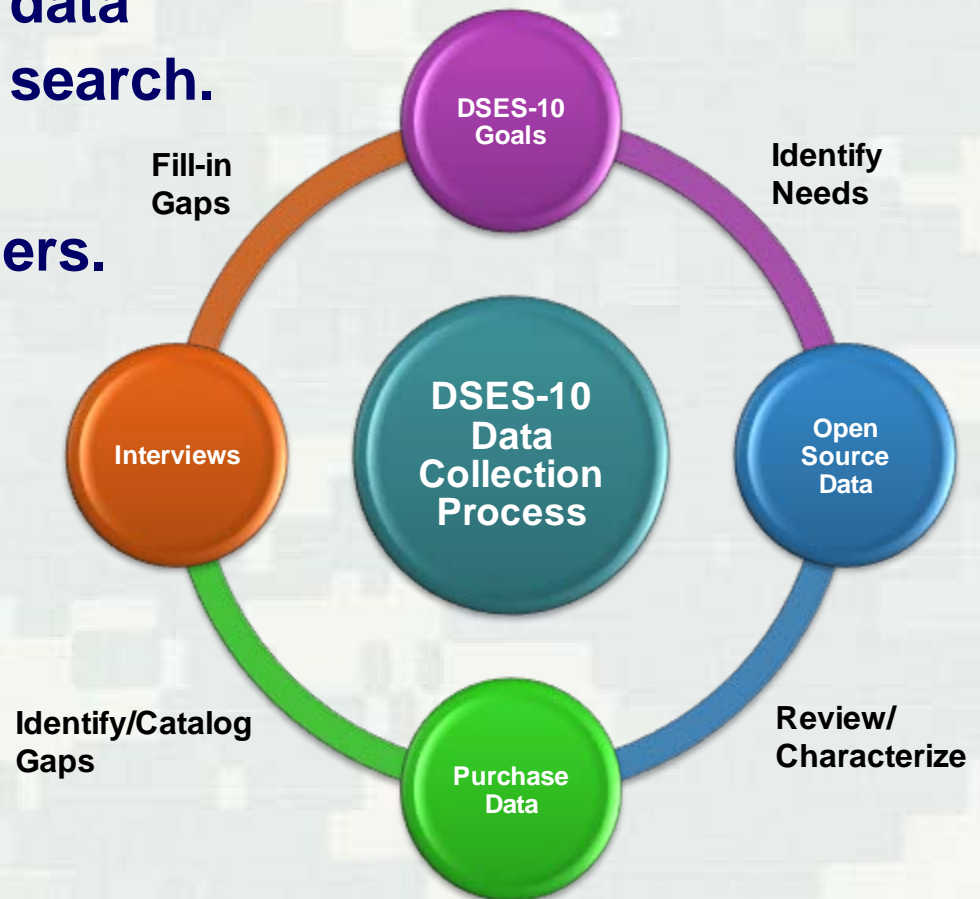 data
search.
ers.
DSES-10
Goals
Identify
Needs
Open
Source
Data
Review/
Characterize
Purchase
Data
Identify/Catalog
Gaps
Interviews
Fill-in
Gaps
DSES-10
Data
Collection
Process